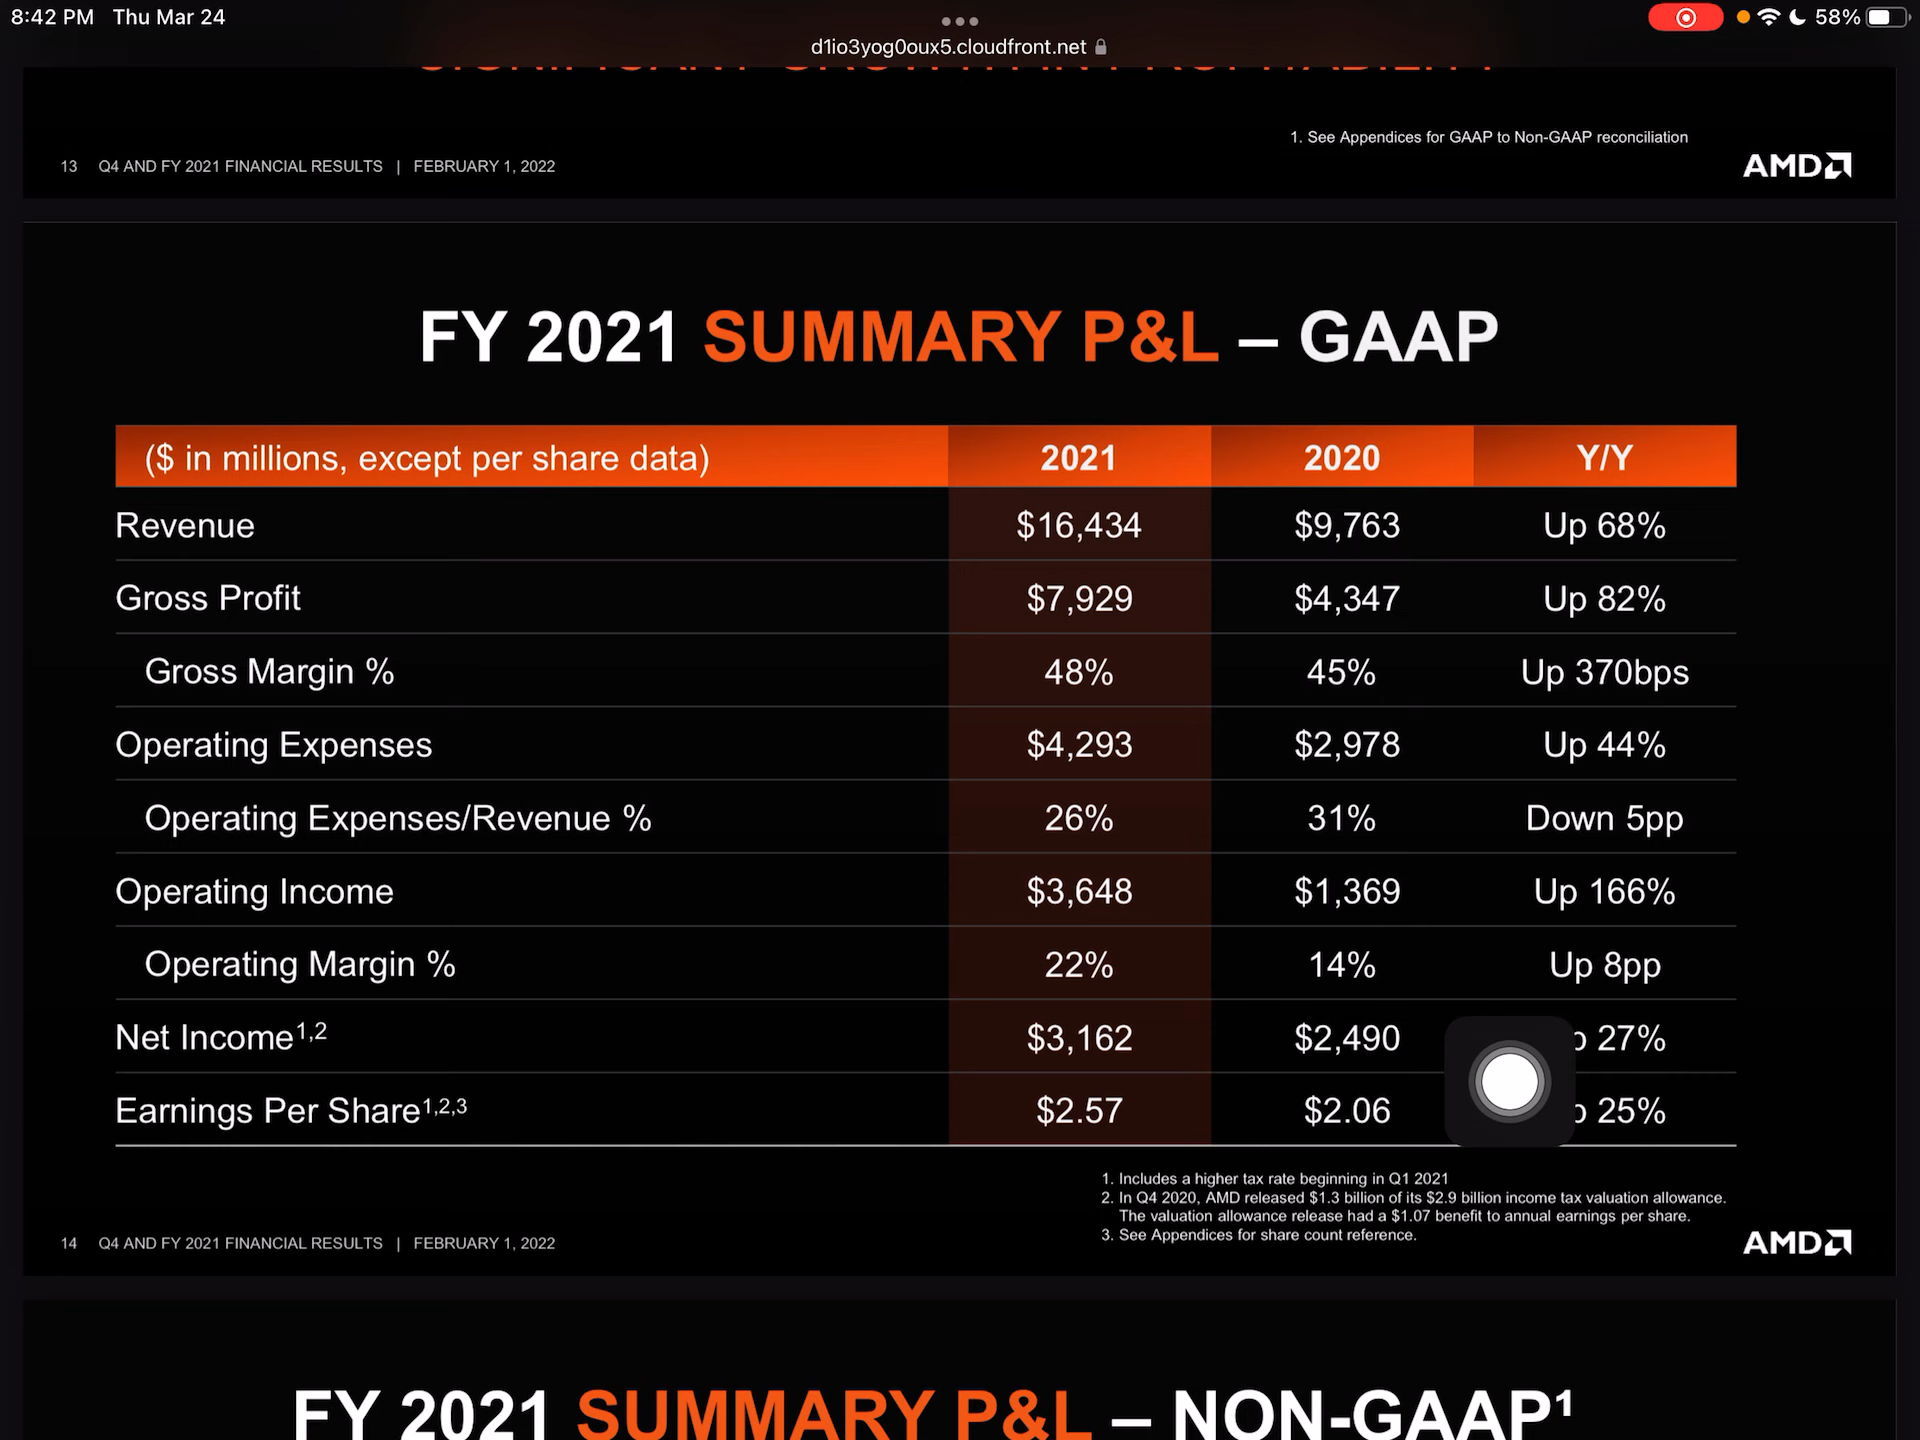 8:42 PM Thu Mar 24
58%
d1io3yog0oux5.cloudfront.net
1. See Appendices for GAAP to Non-GAAP reconciliation
13 Q4 AND FY 2021 FINANCIAL RESULTS | FEBRUARY 1, 2022
AMD
FY 2021 SUMMARY P&L – GAAP
($ in millions, except per share data) 2021 2020 Y/Y
Revenue $16,434 $9,763 Up 68%
Gross Profit $7,929 $4,347 Up 82%
Gross Margin % 48% 45% Up 370bps
Operating Expenses $4,293 $2,978 Up 44%
Operating Expenses/Revenue % 26% 31% Down 5pp
Operating Income $3,648 $1,369 Up 166%
Operating Margin % 22% 14% Up 8pp
Net Income1,2 $3,162 $2,490 27%
Earnings Per Share1,2,3 $2.57 $2.06 25%
1. Includes a higher tax rate beginning in Q1 2021
2. In Q4 2020, AMD released $1.3 billion of its $2.9 billion income tax valuation allowance.
The valuation allowance release had a $1.07 benefit to annual earnings per share.
3. See Appendices for share count reference.
14 Q4 AND FY 2021 FINANCIAL RESULTS | FEBRUARY 1, 2022
AMD
FY 2021 SUMMARY P&L – NON-GAAP1